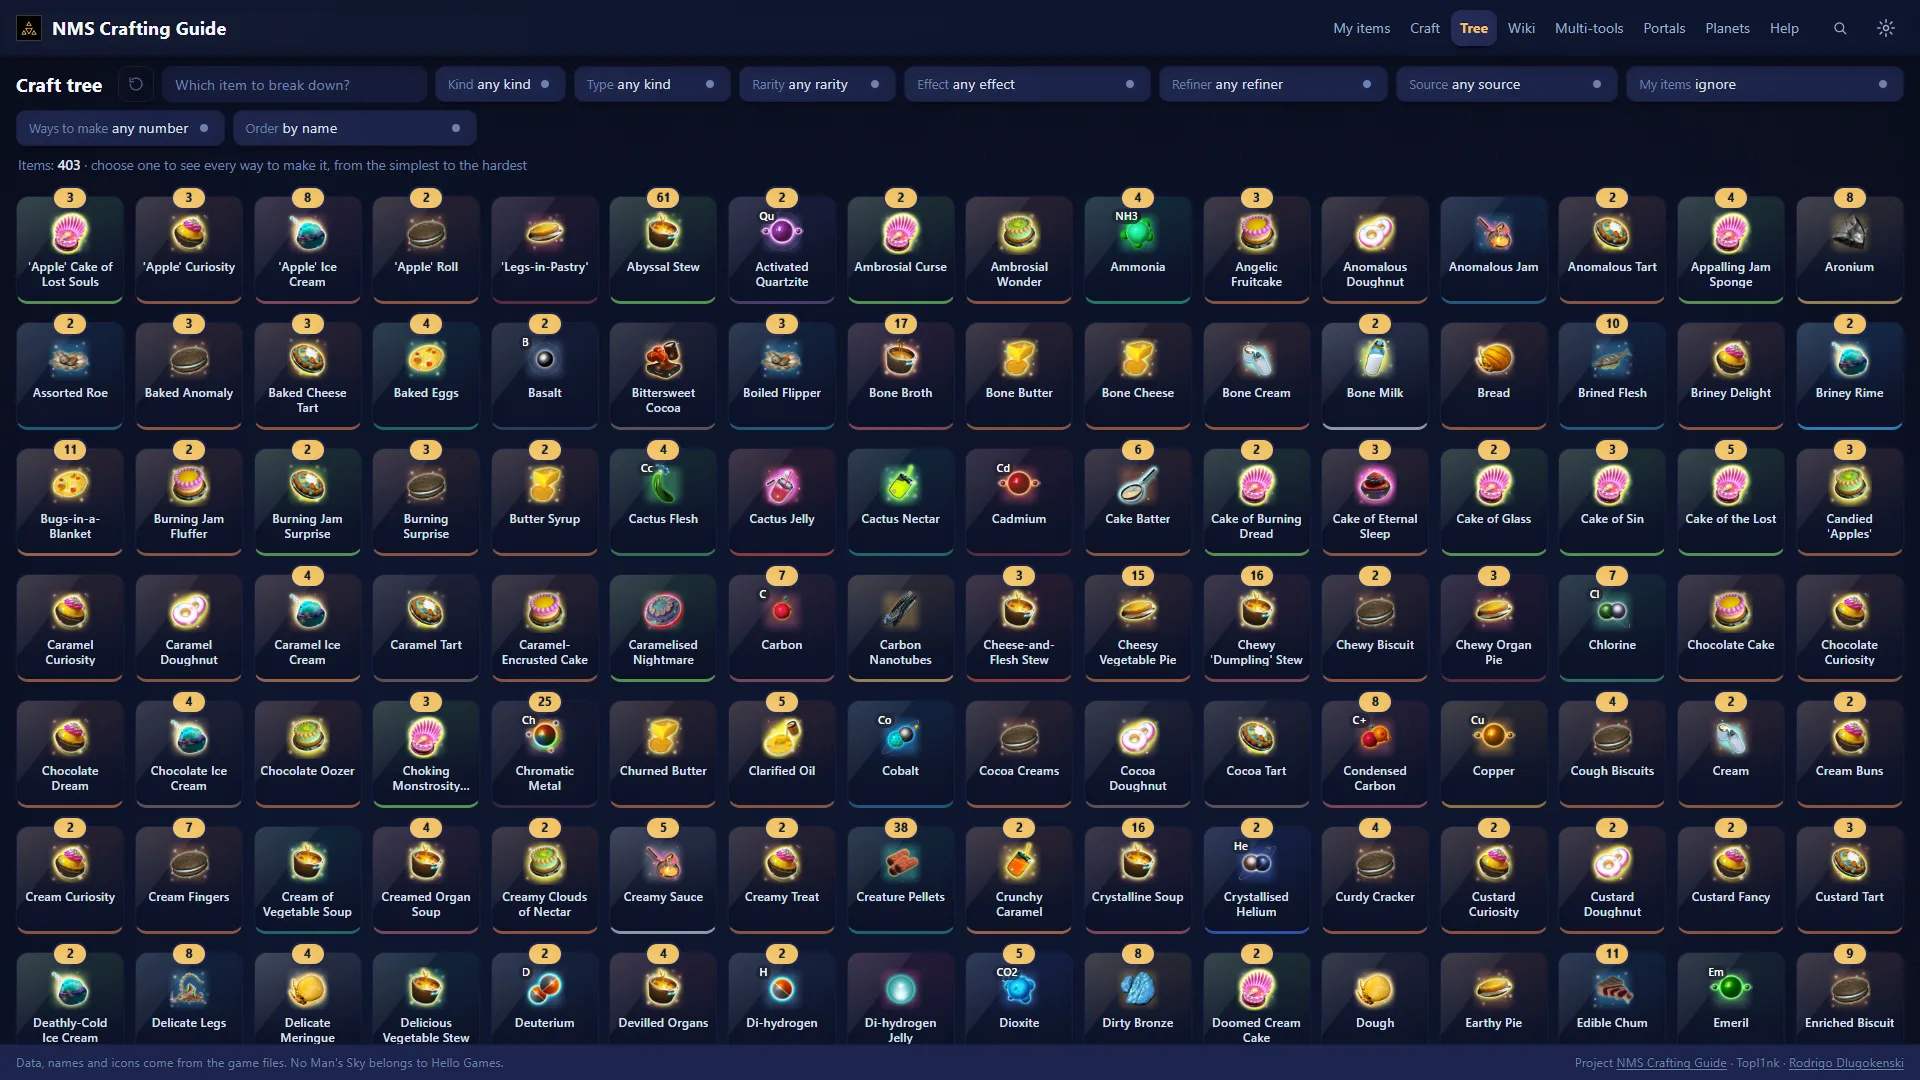 NMS Crafting Guide
My items Craft Tree Wiki Multi-tools Portals Planets Help
Craft tree
Which item to break down?
Kind any kind
Type any kind
Rarity any rarity
Effect any effect
Refiner any refiner
Source any source
My items ignore
Ways to make any number
Order by name
Items: 403 · choose one to see every way to make it, from the simplest to the hardest
3
'Apple' Cake of
Lost Souls
3
'Apple' Curiosity
8
'Apple' Ice
Cream
2
'Apple' Roll
'Legs-in-Pastry'
61
Abyssal Stew
2
Qu
Activated
Quartzite
2
Ambrosial Curse
Ambrosial
Wonder
4
NH3
Ammonia
3
Angelic
Fruitcake
Anomalous
Doughnut
Anomalous Jam
2
Anomalous Tart
4
Appalling Jam
Sponge
8
Aronium
2
Assorted Roe
3
Baked Anomaly
3
Baked Cheese
Tart
4
Baked Eggs
2
B
Basalt
Bittersweet
Cocoa
3
Boiled Flipper
17
Bone Broth
Bone Butter
Bone Cheese
Bone Cream
2
Bone Milk
Bread
10
Brined Flesh
Briney Delight
2
Briney Rime
11
Bugs-in-a-
Blanket
2
Burning Jam
Fluffer
2
Burning Jam
Surprise
3
Burning
Surprise
2
Butter Syrup
4
Cc
Cactus Flesh
Cactus Jelly
Cactus Nectar
Cd
Cadmium
6
Cake Batter
2
Cake of Burning
Dread
3
Cake of Eternal
Sleep
2
Cake of Glass
3
Cake of Sin
5
Cake of the Lost
3
Candied
'Apples'
Caramel
Curiosity
Caramel
Doughnut
4
Caramel Ice
Cream
Caramel Tart
Caramel-
Encrusted Cake
Caramelised
Nightmare
7
C
Carbon
Carbon
Nanotubes
3
Cheese-and-
Flesh Stew
15
Cheesy
Vegetable Pie
16
Chewy
'Dumpling' Stew
2
Chewy Biscuit
3
Chewy Organ
Pie
7
Cl
Chlorine
Chocolate Cake
Chocolate
Curiosity
Chocolate
Dream
4
Chocolate Ice
Cream
Chocolate Oozer
3
Choking
Monstrosity...
25
Ch
Chromatic
Metal
Churned Butter
5
Clarified Oil
Co
Cobalt
Cocoa Creams
Cocoa
Doughnut
Cocoa Tart
8
C+
Condensed
Carbon
Cu
Copper
4
Cough Biscuits
2
Cream
2
Cream Buns
2
Cream Curiosity
7
Cream Fingers
Cream of
Vegetable Soup
4
Creamed Organ
Soup
2
Creamy Clouds
of Nectar
5
Creamy Sauce
2
Creamy Treat
38
Creature Pellets
2
Crunchy
Caramel
16
Crystalline Soup
2
He
Crystallised
Helium
4
Curdy Cracker
2
Custard
Curiosity
2
Custard
Doughnut
2
Custard Fancy
3
Custard Tart
2
Deathly-Cold
Ice Cream
8
Delicate Legs
4
Delicate
Meringue
Delicious
Vegetable Stew
2
D
Deuterium
4
Devilled Organs
2
H
Di-hydrogen
Di-hydrogen
Jelly
5
CO2
Dioxite
8
Dirty Bronze
2
Doomed Cream
Cake
Dough
Earthy Pie
11
Edible Chum
Em
Emeril
9
Enriched Biscuit
Data, names and icons come from the game files. No Man's Sky belongs to Hello Games.
Project NMS Crafting Guide · Topl1nk · Rodrigo Dlugokenski